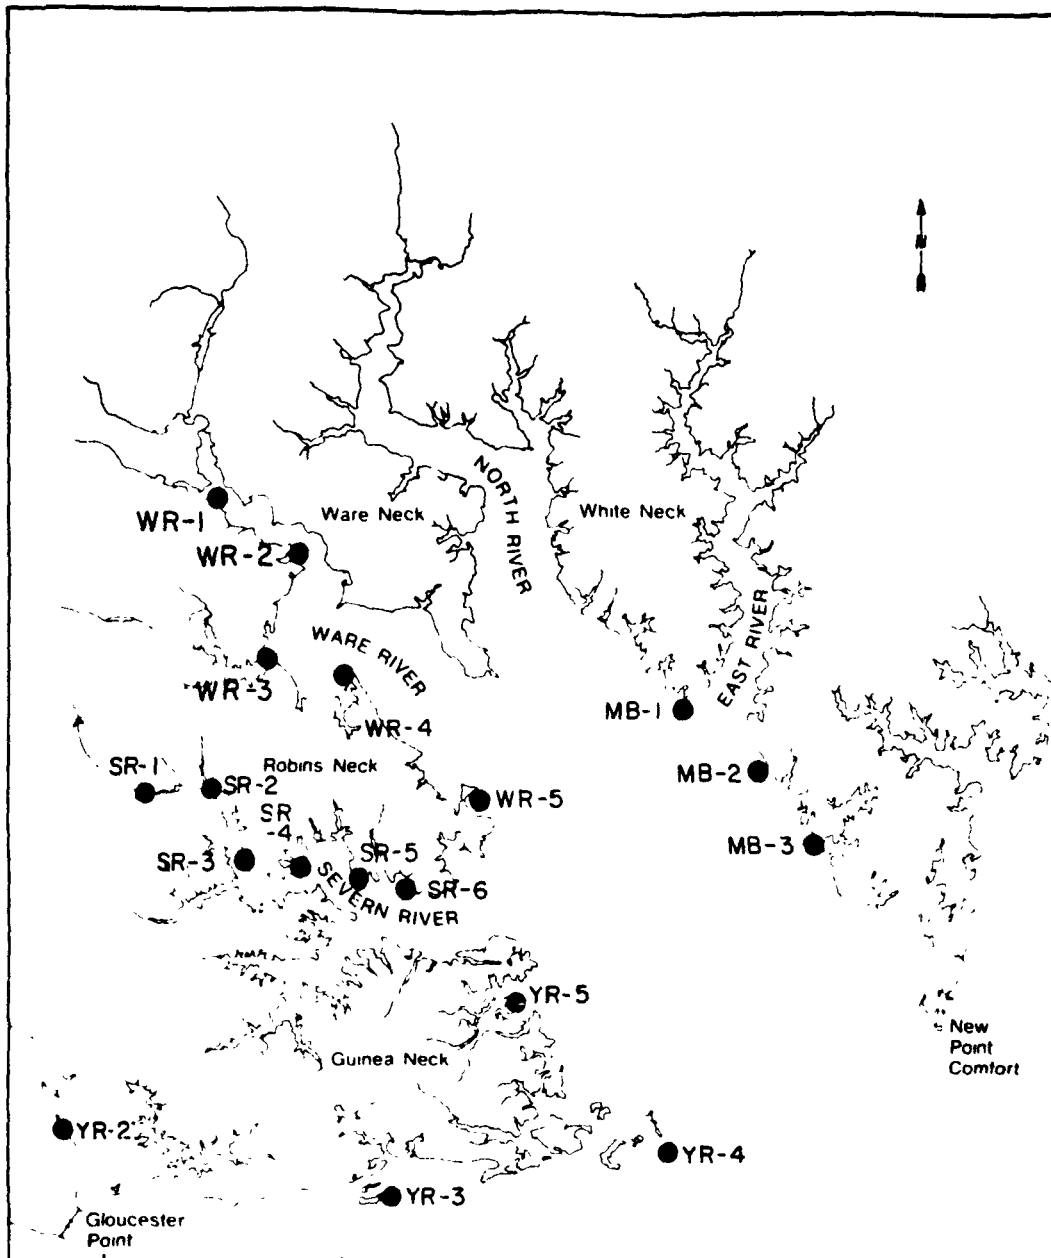 N
NORTH RIVER
WR-1
Ware Neck
White Neck
WR-2
EAST RIVER
WARE RIVER
WR-3
MB-1
WR-4
SR-1
Robins Neck
MB-2
SR-2
WR-5
SR
-4
MB-3
SR-3
SR-5
SEVERN RIVER
SR-6
YR-5
New
Point
Comfort
Guinea Neck
YR-2
YR-4
YR-3
Gloucester
Point